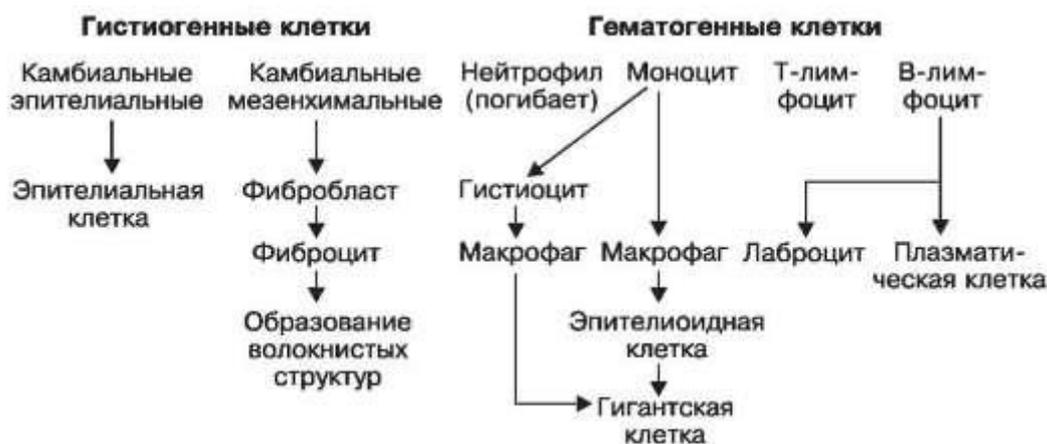 Гистиогенные клетки
Гематогенные клетки
Камбиальные
эпителиальные
Камбиальные
мезенхимальные
Нейтрофил
(погибает)
Моноцит
Т-лим-
фоцит
В-лим-
фоцит
Эпителиальная
клетка
Фибробласт
Гистиоцит
Фиброцит
Макрофаг
Макрофаг
Лаброцит
Плазмати-
ческая клетка
Образование
волокнистых
структур
Эпителиоидная
клетка
Гигантская
клетка